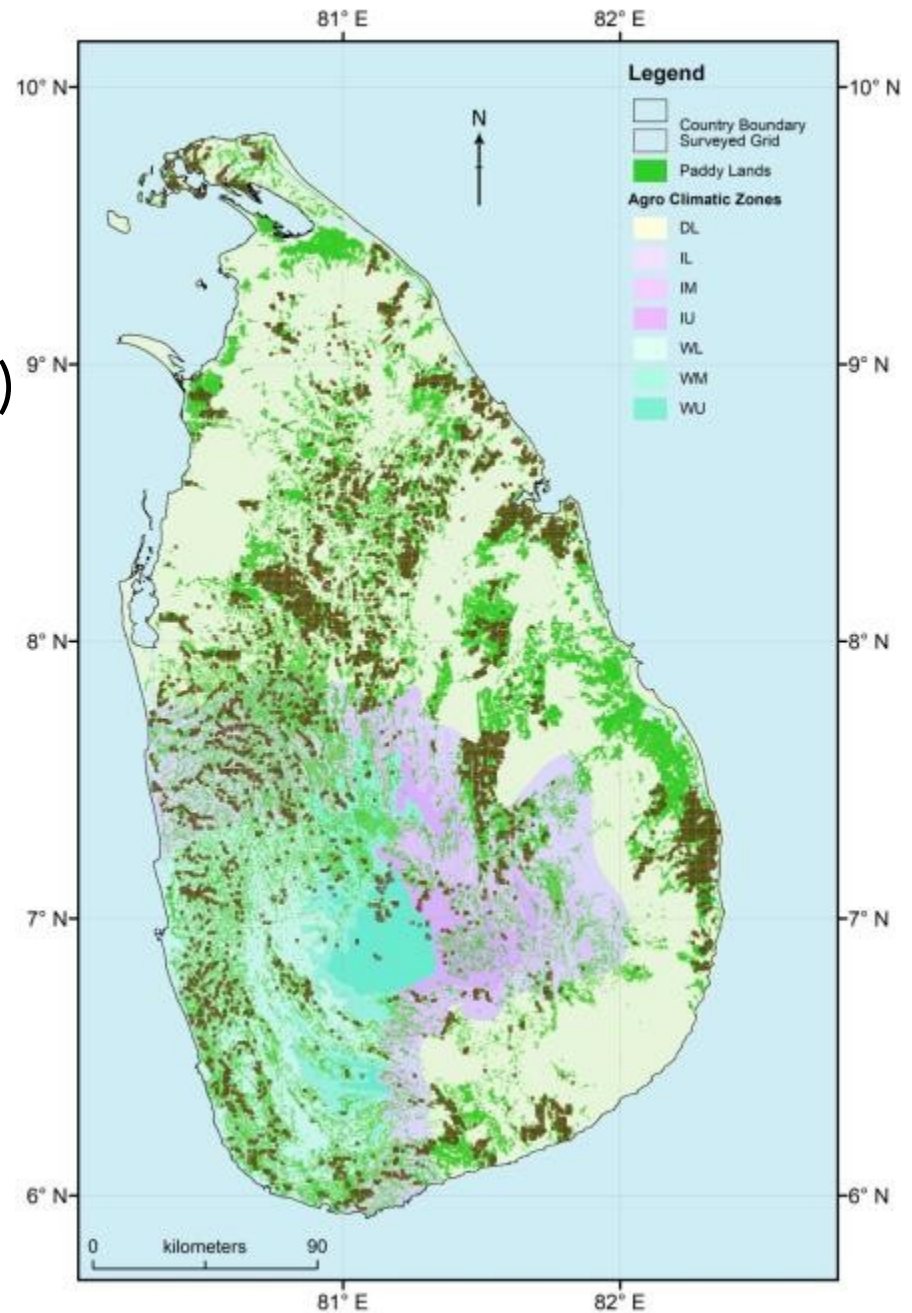 81° E 82° E
10° N 10° N
Legend
N
Country Boundary
Surveyed Grid
Paddy Lands
Agro Climatic Zones
DL
IL
IM
IU
WL
WM
WU
9° N 9° N
)
8° N 8° N
7° N 7° N
6° N 6° N
0 kilometers 90
81° E 82° E